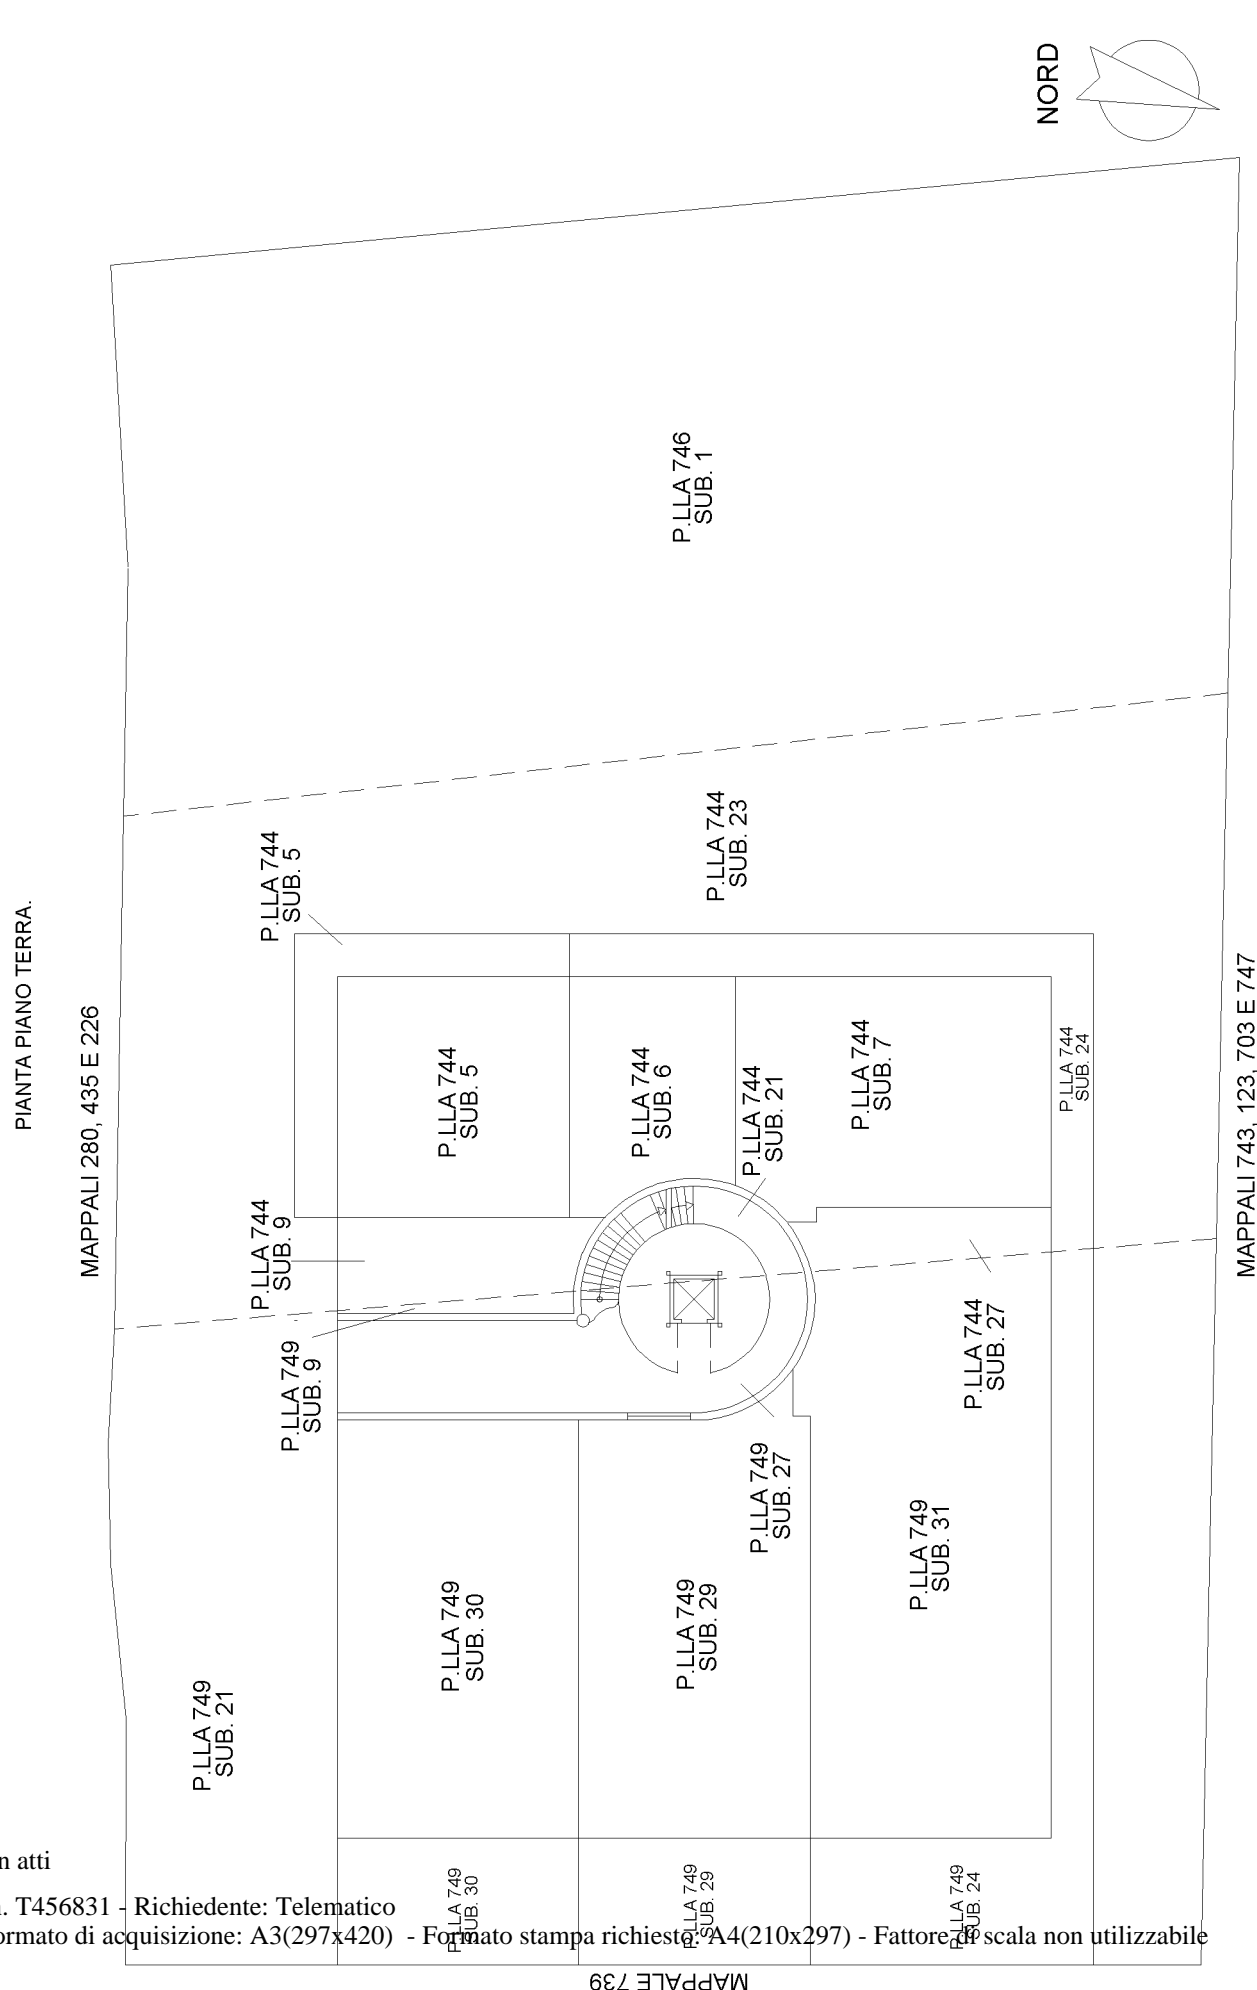 NORD
P.LLA 746
SUB. 1
P.LLA 744
SUB. 23
P.LLA 744
SUB. 5
PIANTA PIANO TERRA.
MAPPALI 280, 435 E 226
MAPPALI 743, 123, 703 E 747
P.LLA 744
SUB. 5
P.LLA 744
SUB. 6
P.LLA 744
SUB. 21
P.LLA 744
SUB. 7
P.LLA 744
SUB. 24
P.LLA 744
SUB. 9
P.LLA 749
SUB. 9
P.LLA 744
SUB. 27
P.LLA 749
SUB. 27
P.LLA 749
SUB. 31
P.LLA 749
SUB. 30
P.LLA 749
SUB. 29
P.LLA 749
SUB. 21
P.LLA 749
SUB. 30
P.LLA 749
SUB. 29
P.LLA 749
SUB. 24
n atti
. T456831 - Richiedente: Telematico
ormato di acquisizione: A3(297x420) - Formato stampa richiesto: A4(210x297) - Fattore di scala non utilizzabile
MAPPALE 739